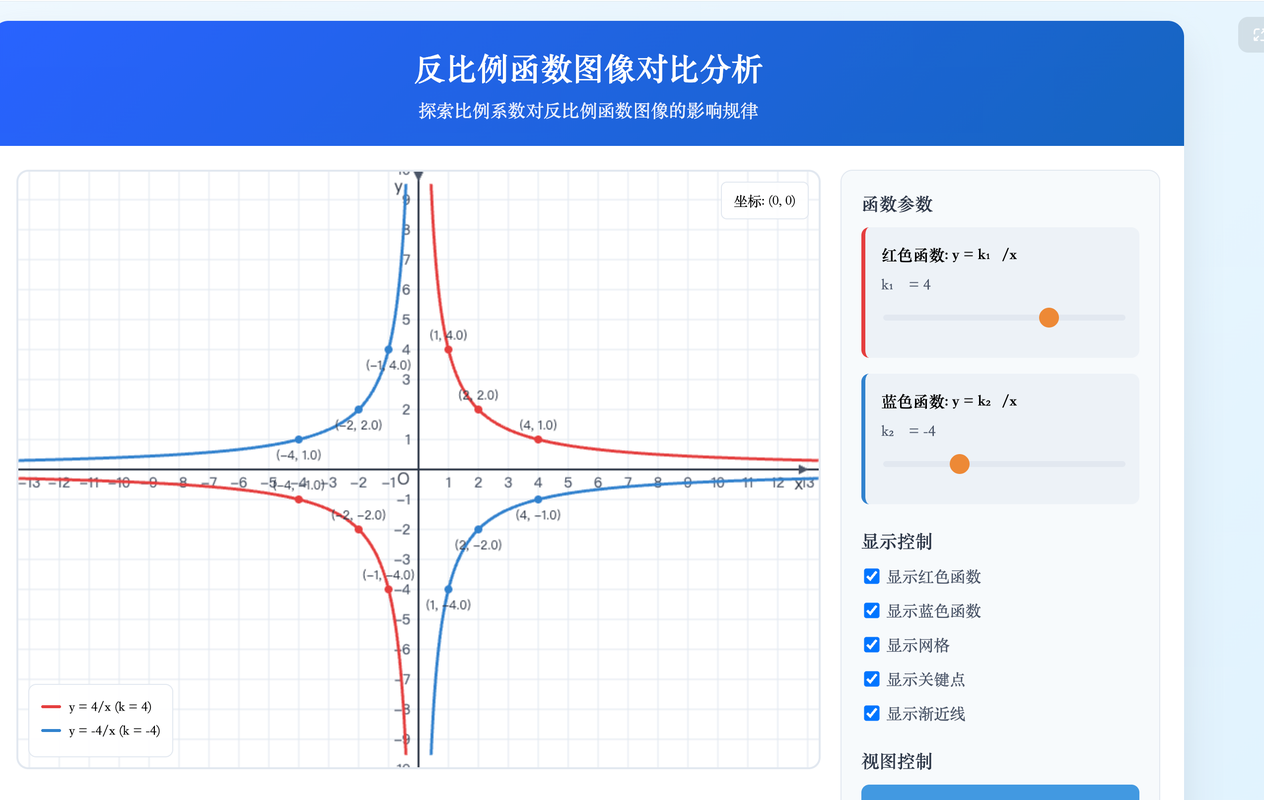 反比例函数图像对比分析
探索比例系数对反比例函数图像的影响规律
y
坐标: (0, 0)
9
8
7
6
5
4
3
2
1
(1, 4.0)
(−1, 4.0)
(2, 2.0)
(−2, 2.0)
(4, 1.0)
(−4, 1.0)
−13 −12 −11 −10 −9 −8 −7 −6 −5 −4 −3 −2 −1 O 1 2 3 4 5 6 7 8 9 10 11 12 13
x
(−4, −1.0)
(4, −1.0)
(−2, −2.0)
(2, −2.0)
(−1, −4.0)
(1, −4.0)
−1
−2
−3
−4
−5
−6
−7
−8
−9
y = 4/x (k = 4)
y = -4/x (k = -4)
函数参数
红色函数: y = k₁ /x
k₁ = 4
蓝色函数: y = k₂ /x
k₂ = -4
显示控制
显示红色函数
显示蓝色函数
显示网格
显示关键点
显示渐近线
视图控制